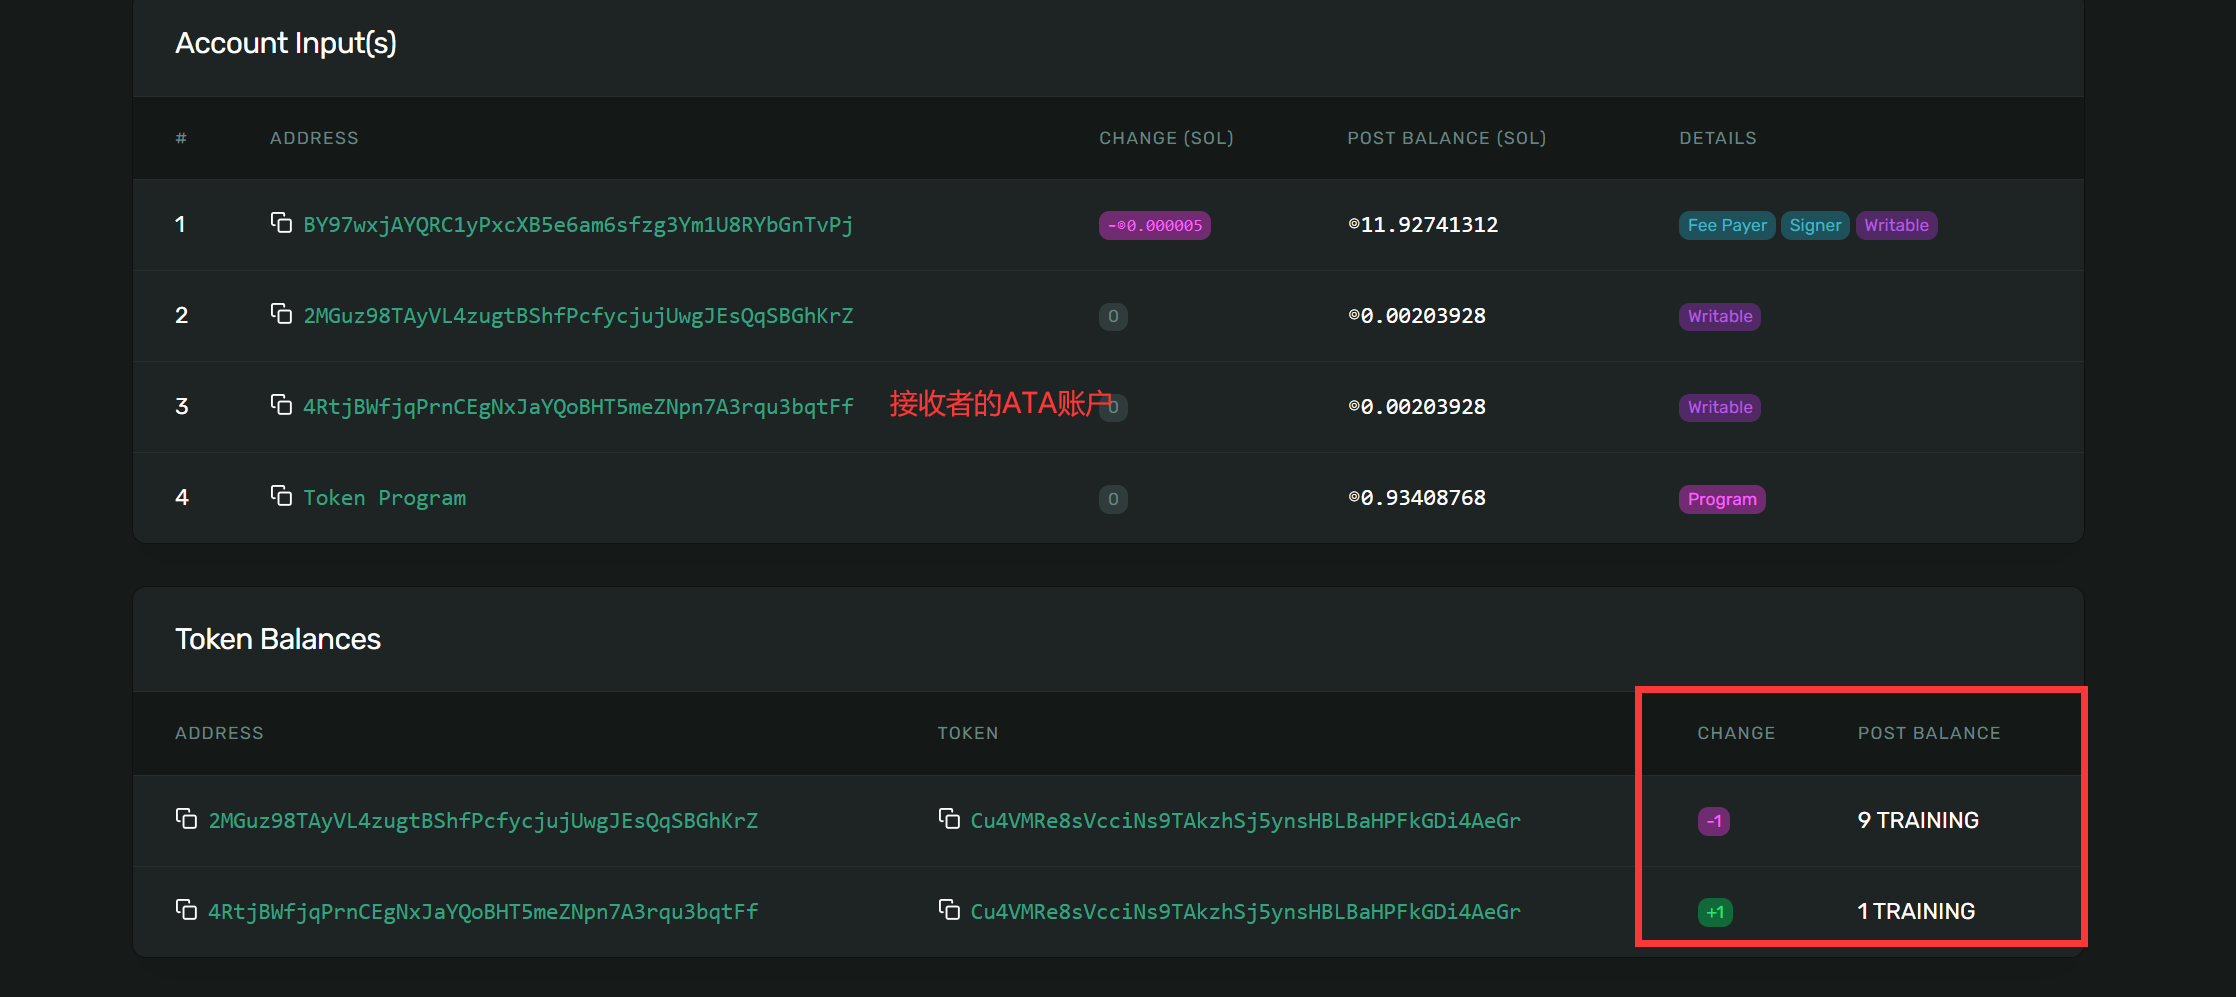 Account Input(s)
# ADDRESS CHANGE (SOL) POST BALANCE (SOL) DETAILS
1 BY97wxjAYQRC1yPxcXB5e6am6sfzg3Ym1U8RYbGnTvPj -◎0.000005 ◎11.92741312 Fee Payer Signer Writable
2 2MGuz98TAyVL4zugtBShfPcfycjujUwgJEsQqSBGhKrZ 0 ◎0.00203928 Writable
3 4RtjBWfjqPrnCEgNxJaYQoBHT5meZNpn7A3rqu3bqtFf 接收者的ATA账户 0 ◎0.00203928 Writable
4 Token Program 0 ◎0.93408768 Program
Token Balances
ADDRESS TOKEN CHANGE POST BALANCE
2MGuz98TAyVL4zugtBShfPcfycjujUwgJEsQqSBGhKrZ Cu4VMRe8sVcciNs9TAkzhSj5ynsHBLBaHPFkGDi4AeGr -1 9 TRAINING
4RtjBWfjqPrnCEgNxJaYQoBHT5meZNpn7A3rqu3bqtFf Cu4VMRe8sVcciNs9TAkzhSj5ynsHBLBaHPFkGDi4AeGr +1 1 TRAINING